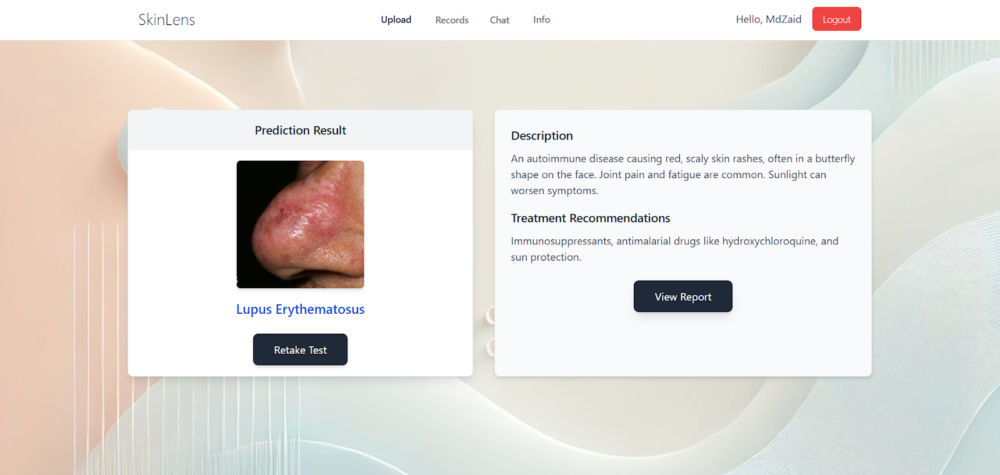 SkinLens
Upload
Records
Chat
Info
Hello, MdZaid
Logout
Prediction Result
Lupus Erythematosus
Retake Test
Description
An autoimmune disease causing red, scaly skin rashes, often in a butterfly
shape on the face. Joint pain and fatigue are common. Sunlight can
worsen symptoms.
Treatment Recommendations
Immunosuppressants, antimalarial drugs like hydroxychloroquine, and
sun protection.
View Report